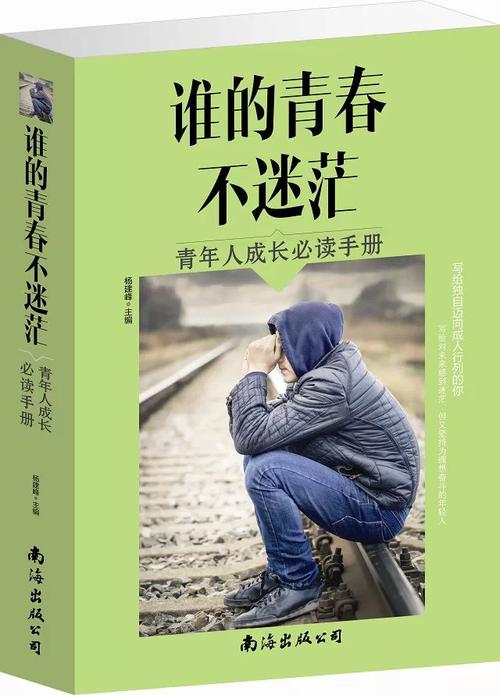 谁的青春
不迷茫
青年人成长必读手册
杨建峰◎主编
写给独自迈向成人行列的你
写给对未来感到迷茫，但又坚持为理想奋斗的年轻人
南海出版公司
谁的青春不迷茫
青年人成长
必读手册
杨建峰◎主编
南海出版公司